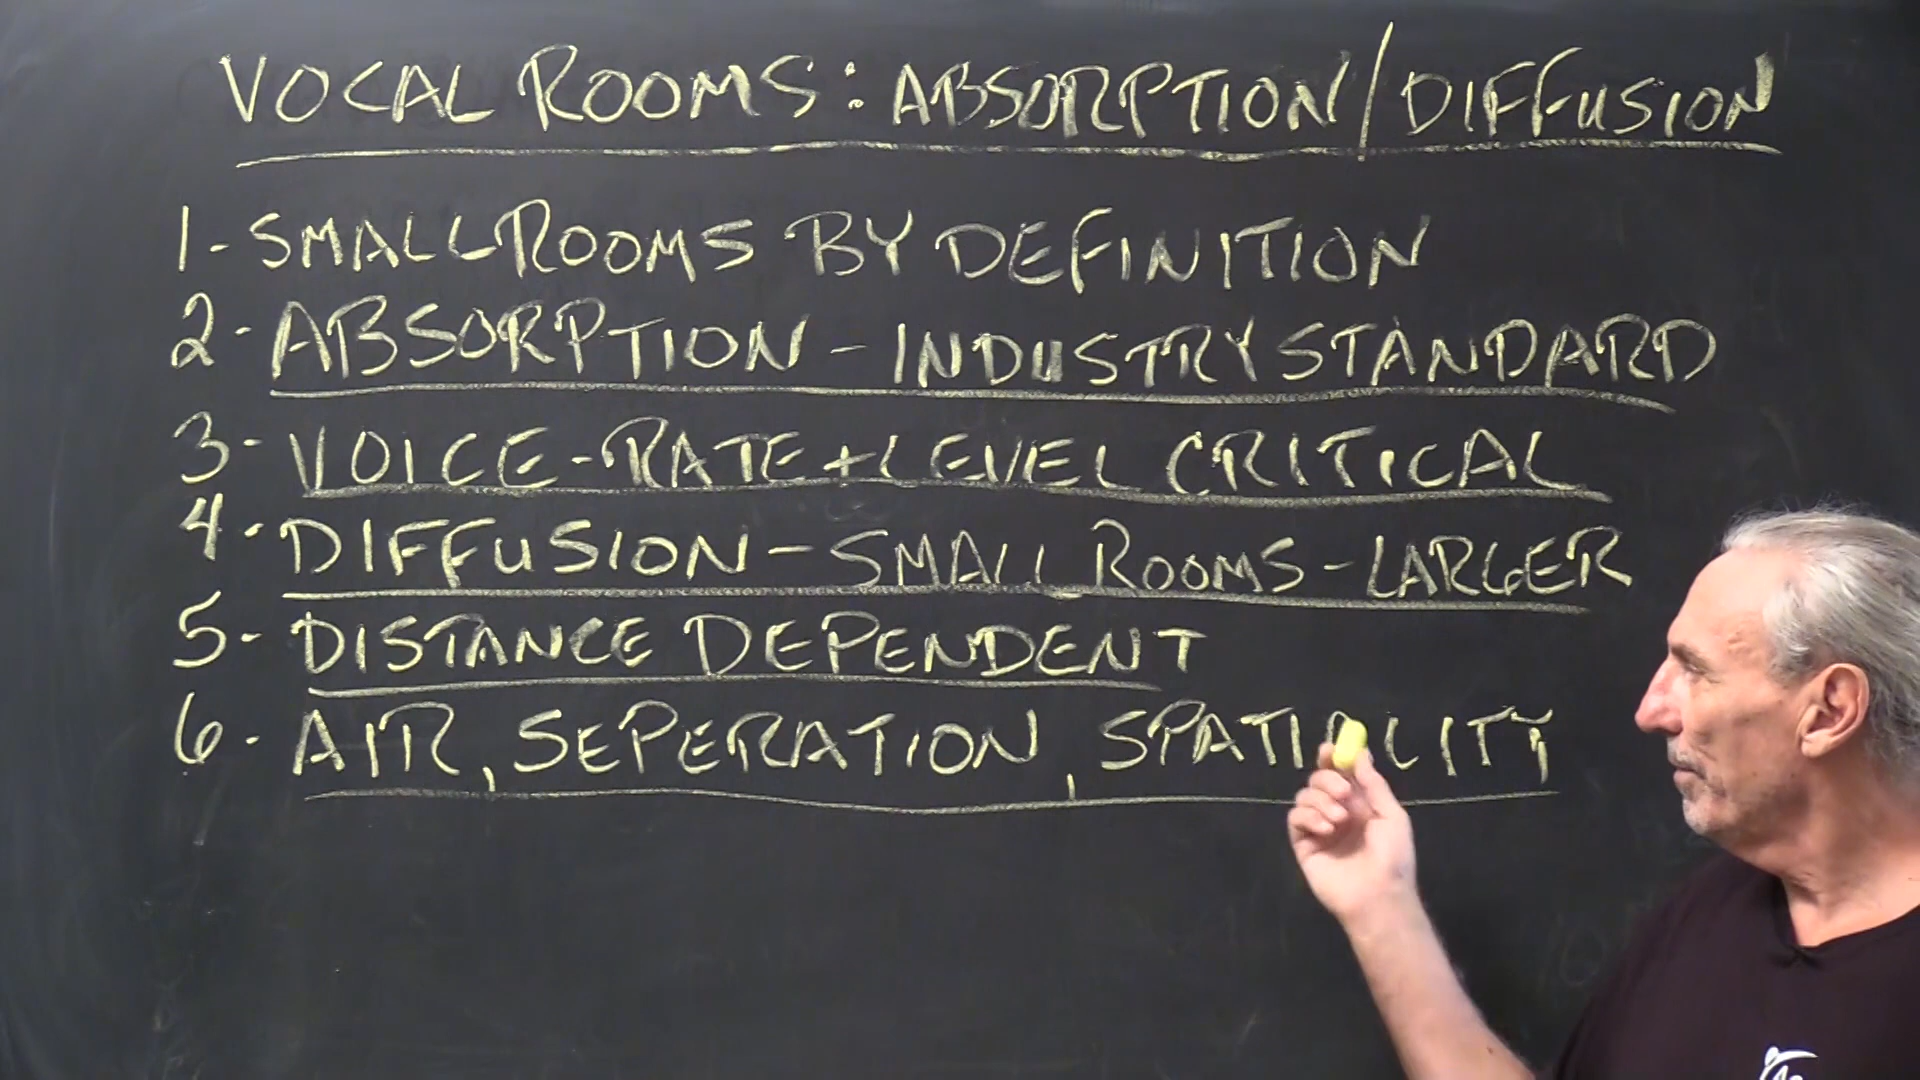 VOCAL ROOMS: ABSORPTION/DIFFUSION
1- SMALL ROOMS BY DEFINITION
2- ABSORPTION - INDUSTRY STANDARD
3- VOICE - RATE + LEVEL CRITICAL
4- DIFFUSION - SMALL ROOMS - LARGER
5- DISTANCE DEPENDENT
6- AIR, SEPERATION, SPATIALITY